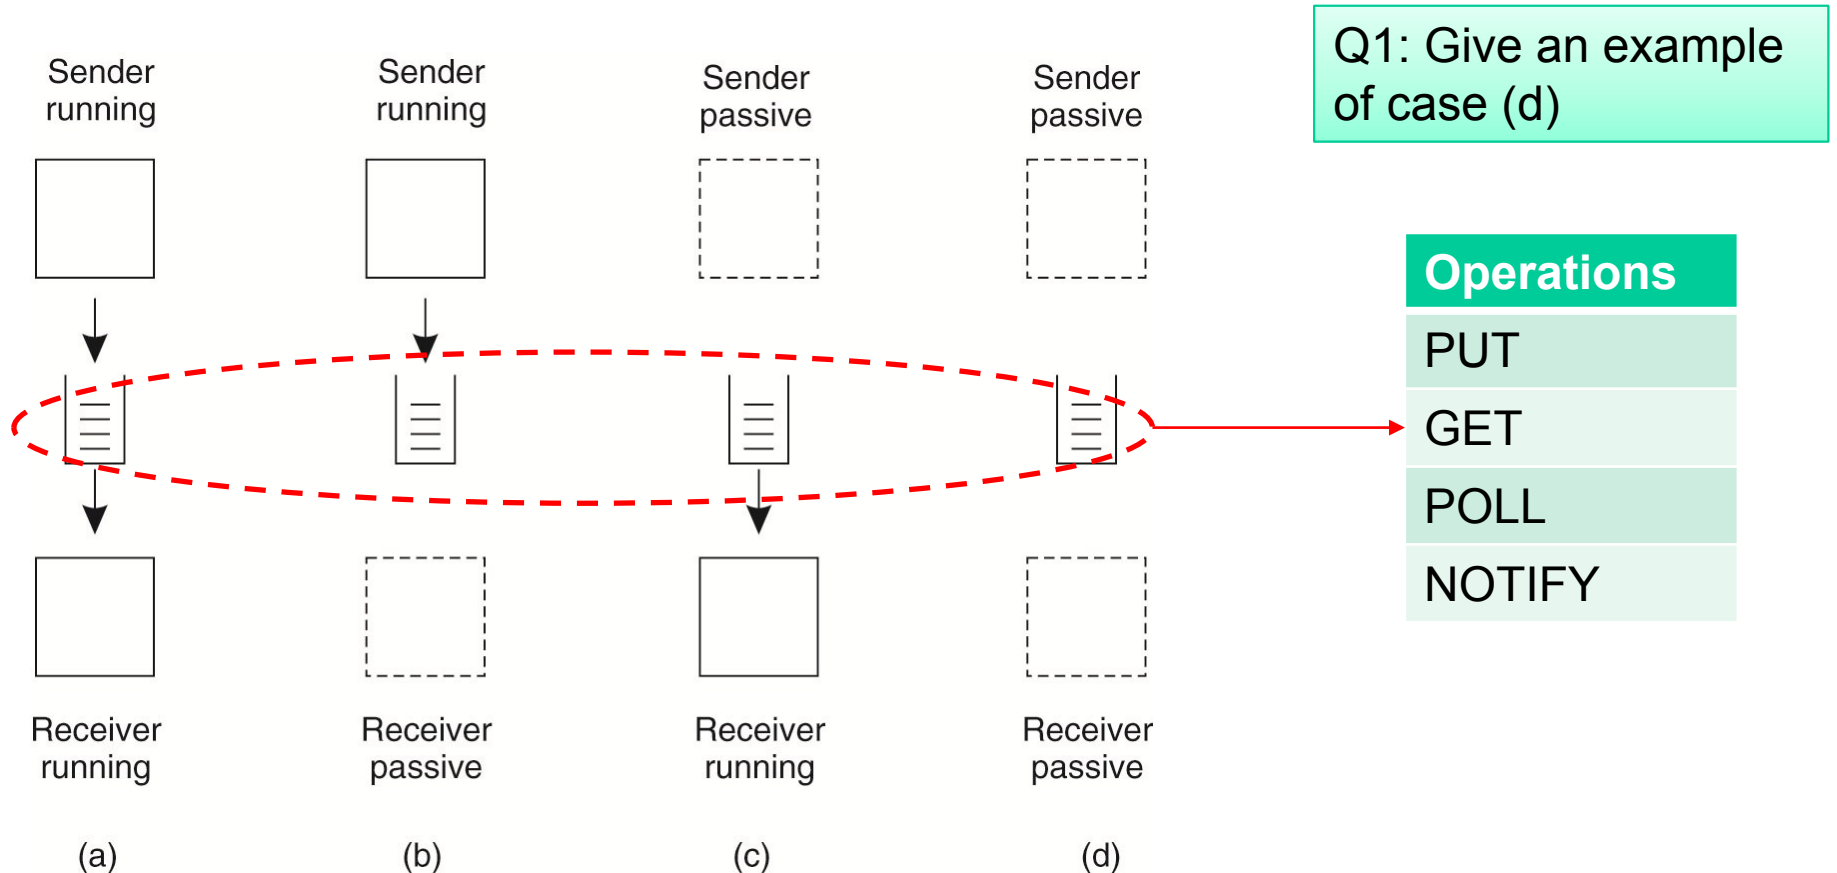 Sender
running
Sender
running
Sender
passive
Sender
passive
Receiver
running
Receiver
passive
Receiver
running
Receiver
passive
(a)
(b)
(c)
(d)
Q1: Give an example
of case (d)
Operations
PUT
GET
POLL
NOTIFY